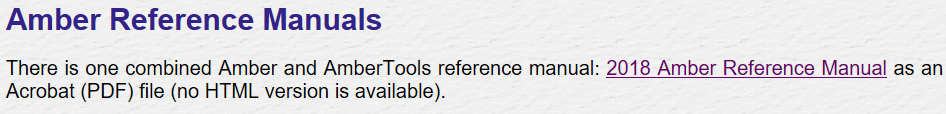 Amber Reference Manuals
There is one combined Amber and AmberTools reference manual: 2018 Amber Reference Manual as an
Acrobat (PDF) file (no HTML version is available).